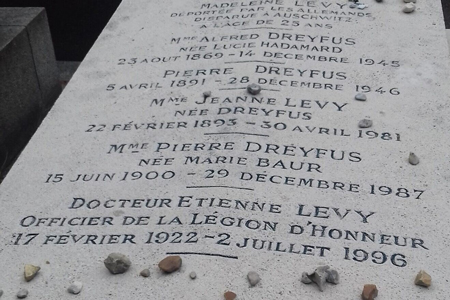 MADELEINE LEVY
DÉPORTÉE PAR LES ALLEMANDS,
DISPARUE À AUSCHWITZ
A L'ÂGE DE 25 ANS
MME ALFRED DREYFUS
NÉE LUCIE HADAMARD
23 AOUT 1869-14 DÉCEMBRE 1945
PIERRE DREYFUS
5 AVRIL 1891-28 DÉCEMBRE 1946
MME JEANNE LEVY
NÉE DREYFUS
22 FÉVRIER 1893-30 AVRIL 1981
MME PIERRE DREYFUS
NÉE MARIE BAUR
15 JUIN 1900-29 DÉCEMBRE 1987
DOCTEUR ETIENNE LEVY
OFFICIER DE LA LÉGION D'HONNEUR
17 FÉVRIER 1922-2 JUILLET 1996